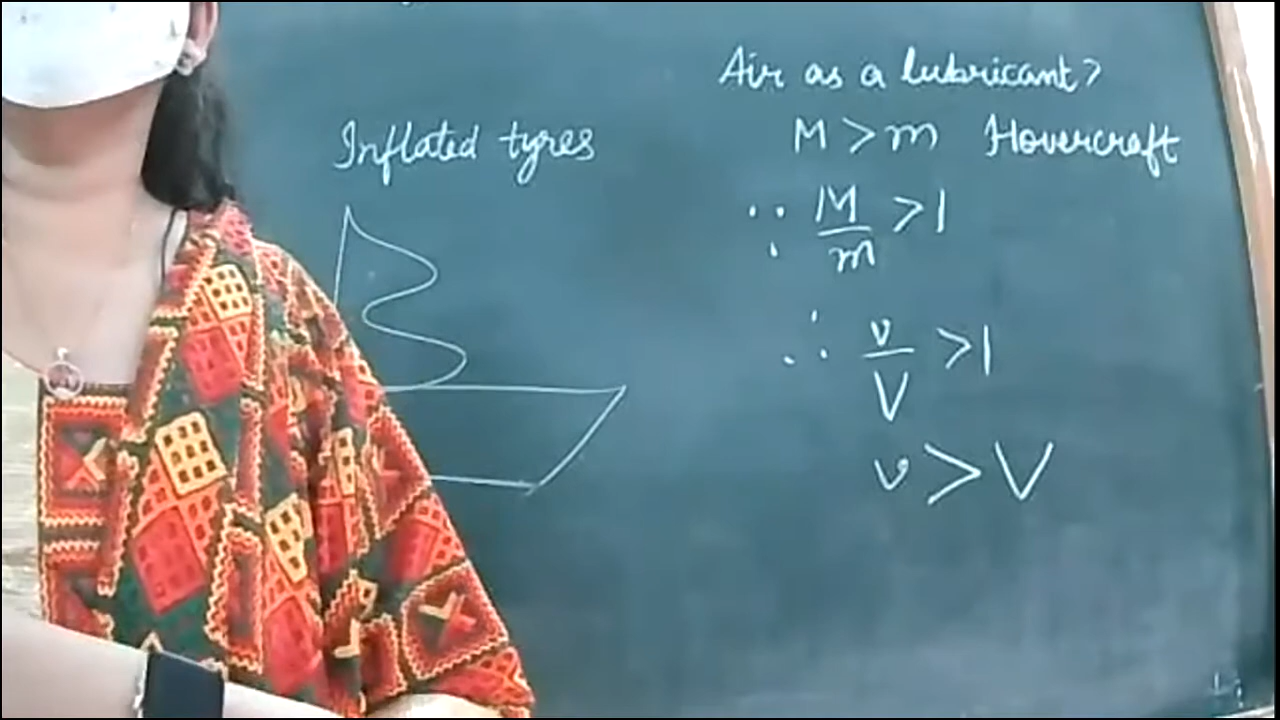 Inflated tyres
Air as a lubricant?
M > m Hovercraft
∵ M/m > 1
∴ v/V > 1
v > V